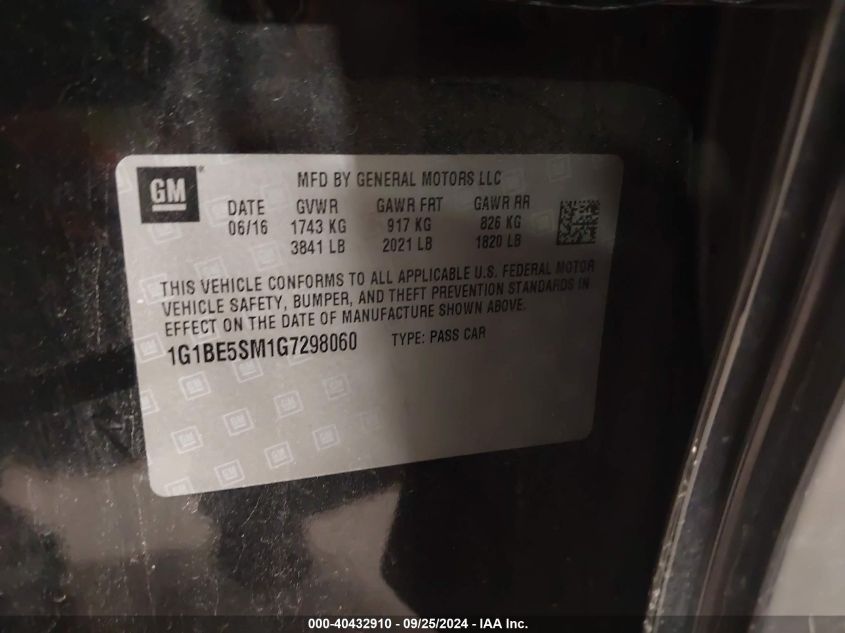 GM ®
MFD BY GENERAL MOTORS LLC
DATE GVWR GAWR FRT GAWR RR
06/16 1743 KG 917 KG 826 KG
3841 LB 2021 LB 1820 LB
THIS VEHICLE CONFORMS TO ALL APPLICABLE U.S. FEDERAL MOTOR
VEHICLE SAFETY, BUMPER, AND THEFT PREVENTION STANDARDS IN
EFFECT ON THE DATE OF MANUFACTURE SHOWN ABOVE.
1G1BE5SM1G7298060 TYPE: PASS CAR
000-40432910 - 09/25/2024 - IAA Inc.